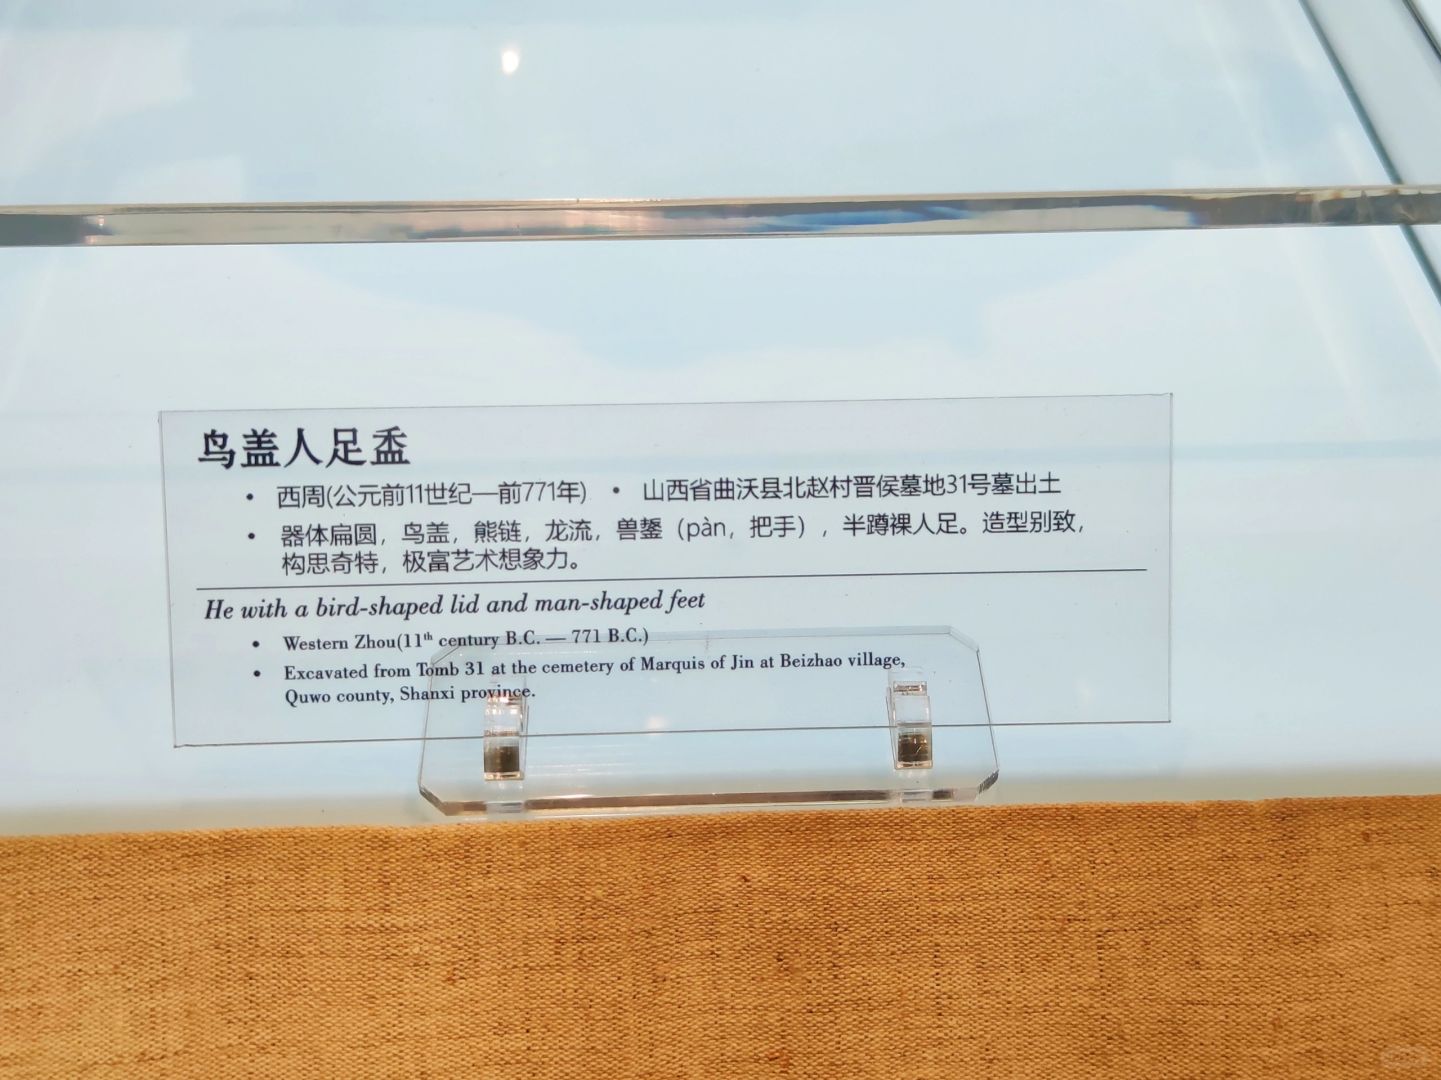 鸟盖人足盉
• 西周(公元前11世纪—前771年) • 山西省曲沃县北赵村晋侯墓地31号墓出土
• 器体扁圆，鸟盖，熊链，龙流，兽鋬（pàn，把手），半蹲裸人足。造型别致，
构思奇特，极富艺术想象力。
He with a bird-shaped lid and man-shaped feet
• Western Zhou(11th century B.C. — 771 B.C.)
• Excavated from Tomb 31 at the cemetery of Marquis of Jin at Beizhao village,
Quwo county, Shanxi province.